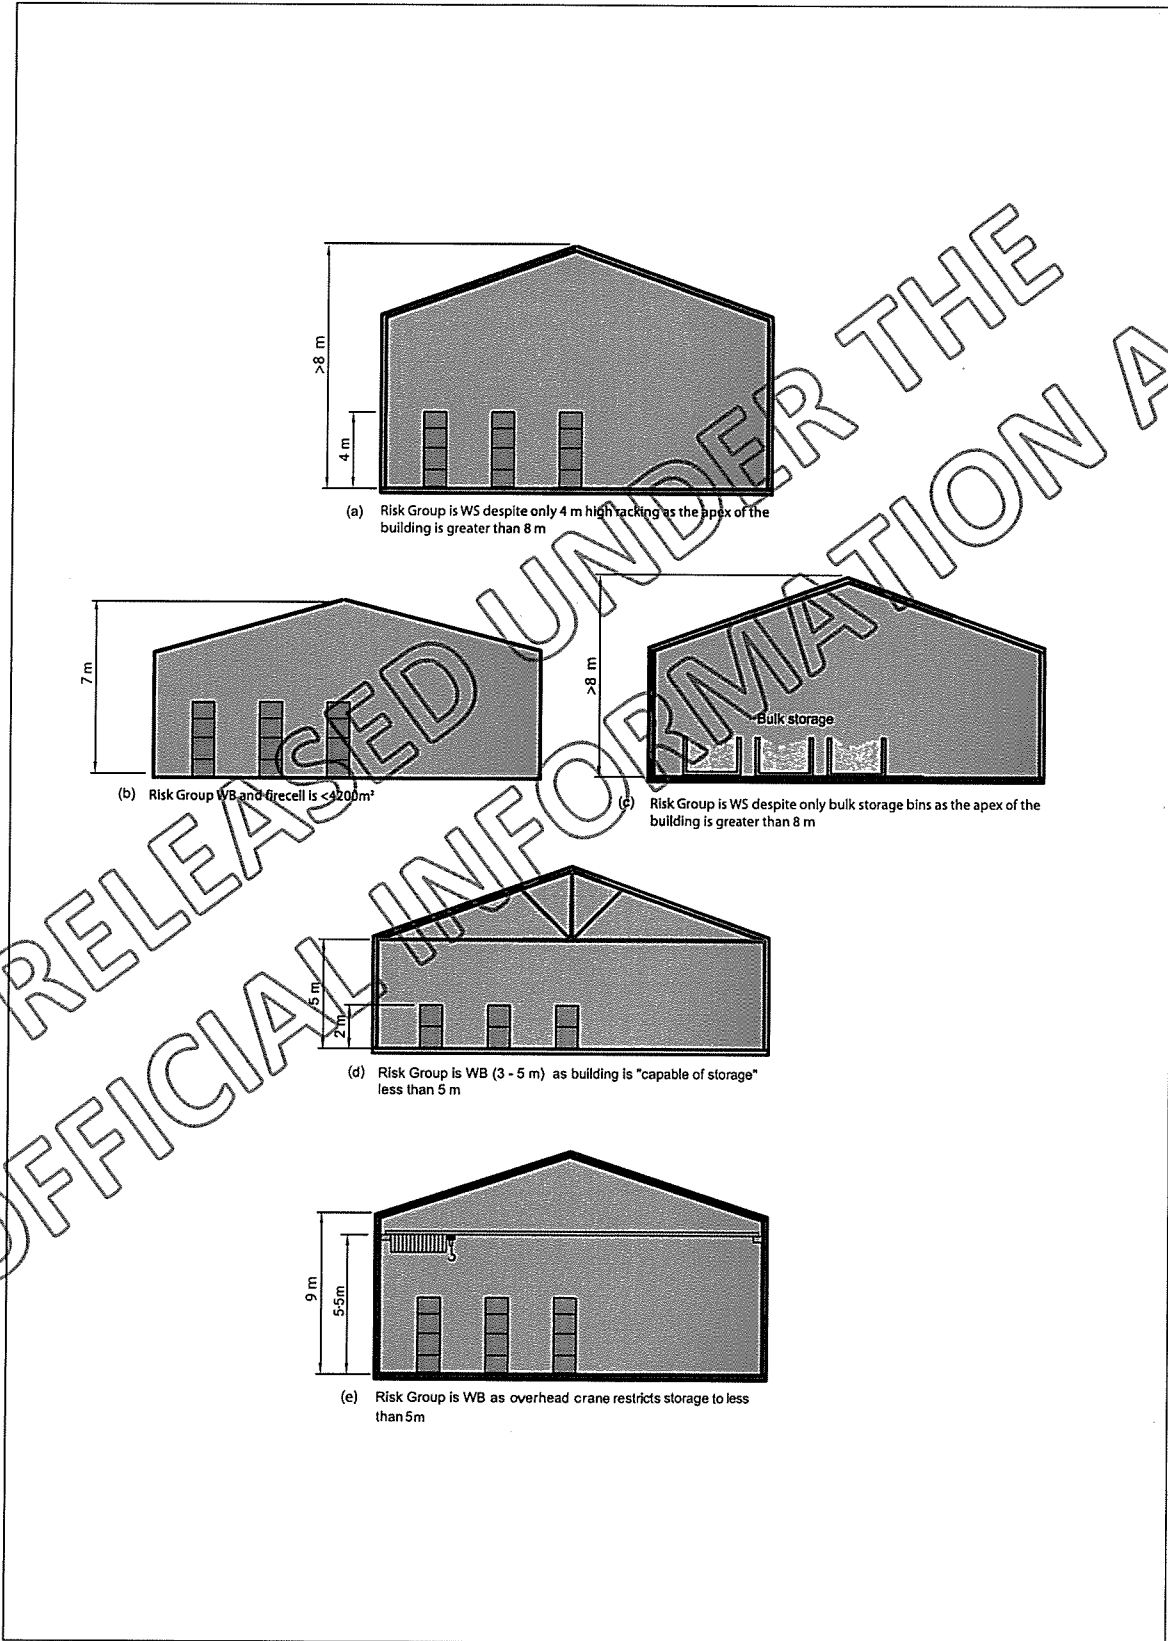 >8 m
4 m
(a) Risk Group is WS despite only 4 m high racking as the apex of the
building is greater than 8 m
7 m
(b) Risk Group WB and firecell is <4200m²
>8 m
Bulk storage
(c) Risk Group is WS despite only bulk storage bins as the apex of the
building is greater than 8 m
5 m
2 m
(d) Risk Group is WB (3 - 5 m) as building is "capable of storage"
less than 5 m
9 m
5·5m
(e) Risk Group is WB as overhead crane restricts storage to less
than 5m
RELEASED UNDER THE
OFFICIAL INFORMATION A